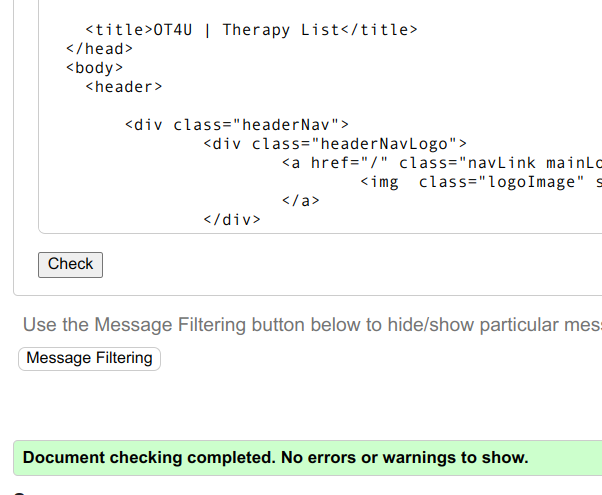 <title>OT4U | Therapy List</title>
</head>
<body>
<header>
<div class="headerNav">
<div class="headerNavLogo">
<a href="/" class="navLink mainLo
<img  class="logoImage" s
</a>
</div>
Check
Use the Message Filtering button below to hide/show particular mes
Message Filtering
Document checking completed. No errors or warnings to show.